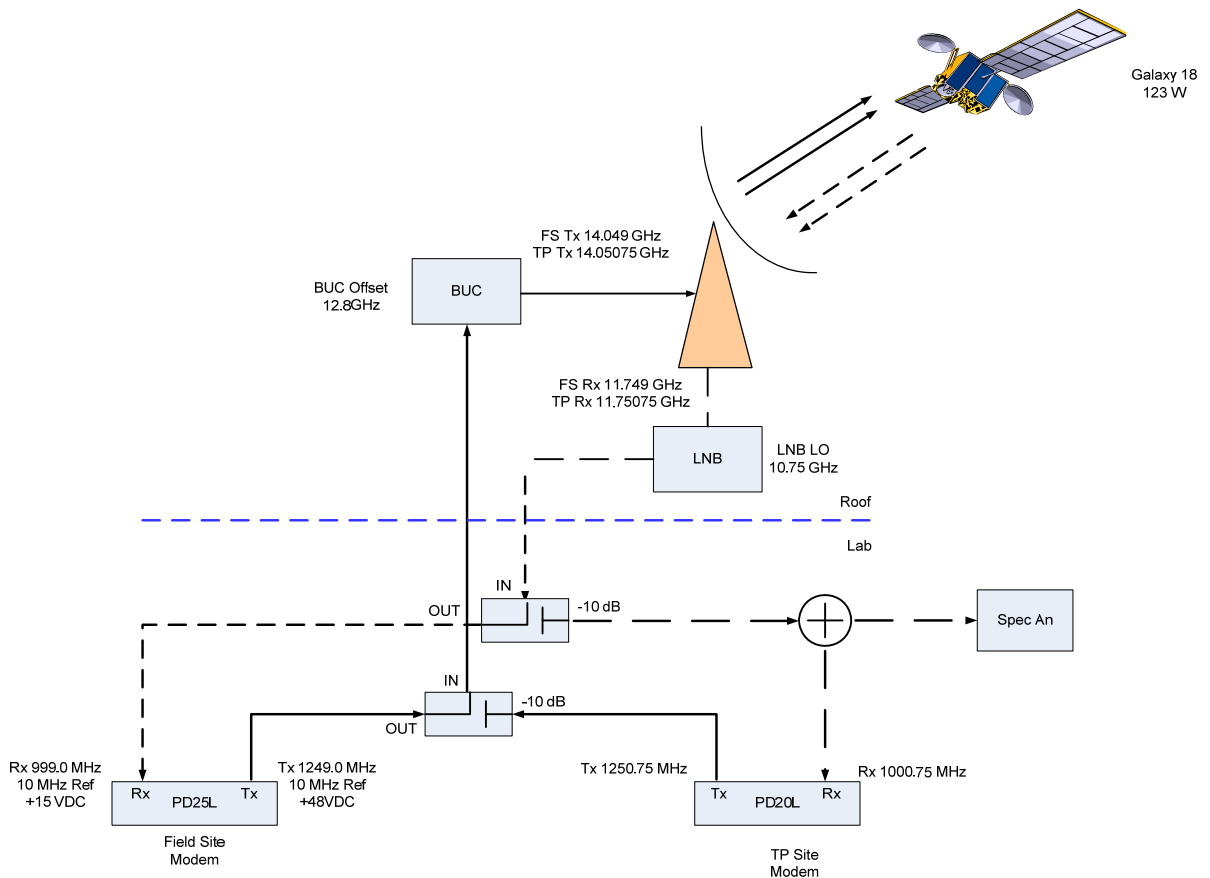 Galaxy 18
123 W
FS Tx 14.049 GHz
TP Tx 14.05075 GHz
BUC Offset
12.8GHz
BUC
FS Rx 11.749 GHz
TP Rx 11.75075 GHz
LNB
LNB LO
10.75 GHz
Roof
Lab
IN
OUT
-10 dB
Spec An
IN
-10 dB
OUT
Rx 999.0 MHz
10 MHz Ref
+15 VDC
Tx 1249.0 MHz
10 MHz Ref
+48VDC
Tx 1250.75 MHz
Rx 1000.75 MHz
Rx
Tx
PD25L
Tx
Rx
PD20L
Field Site
Modem
TP Site
Modem